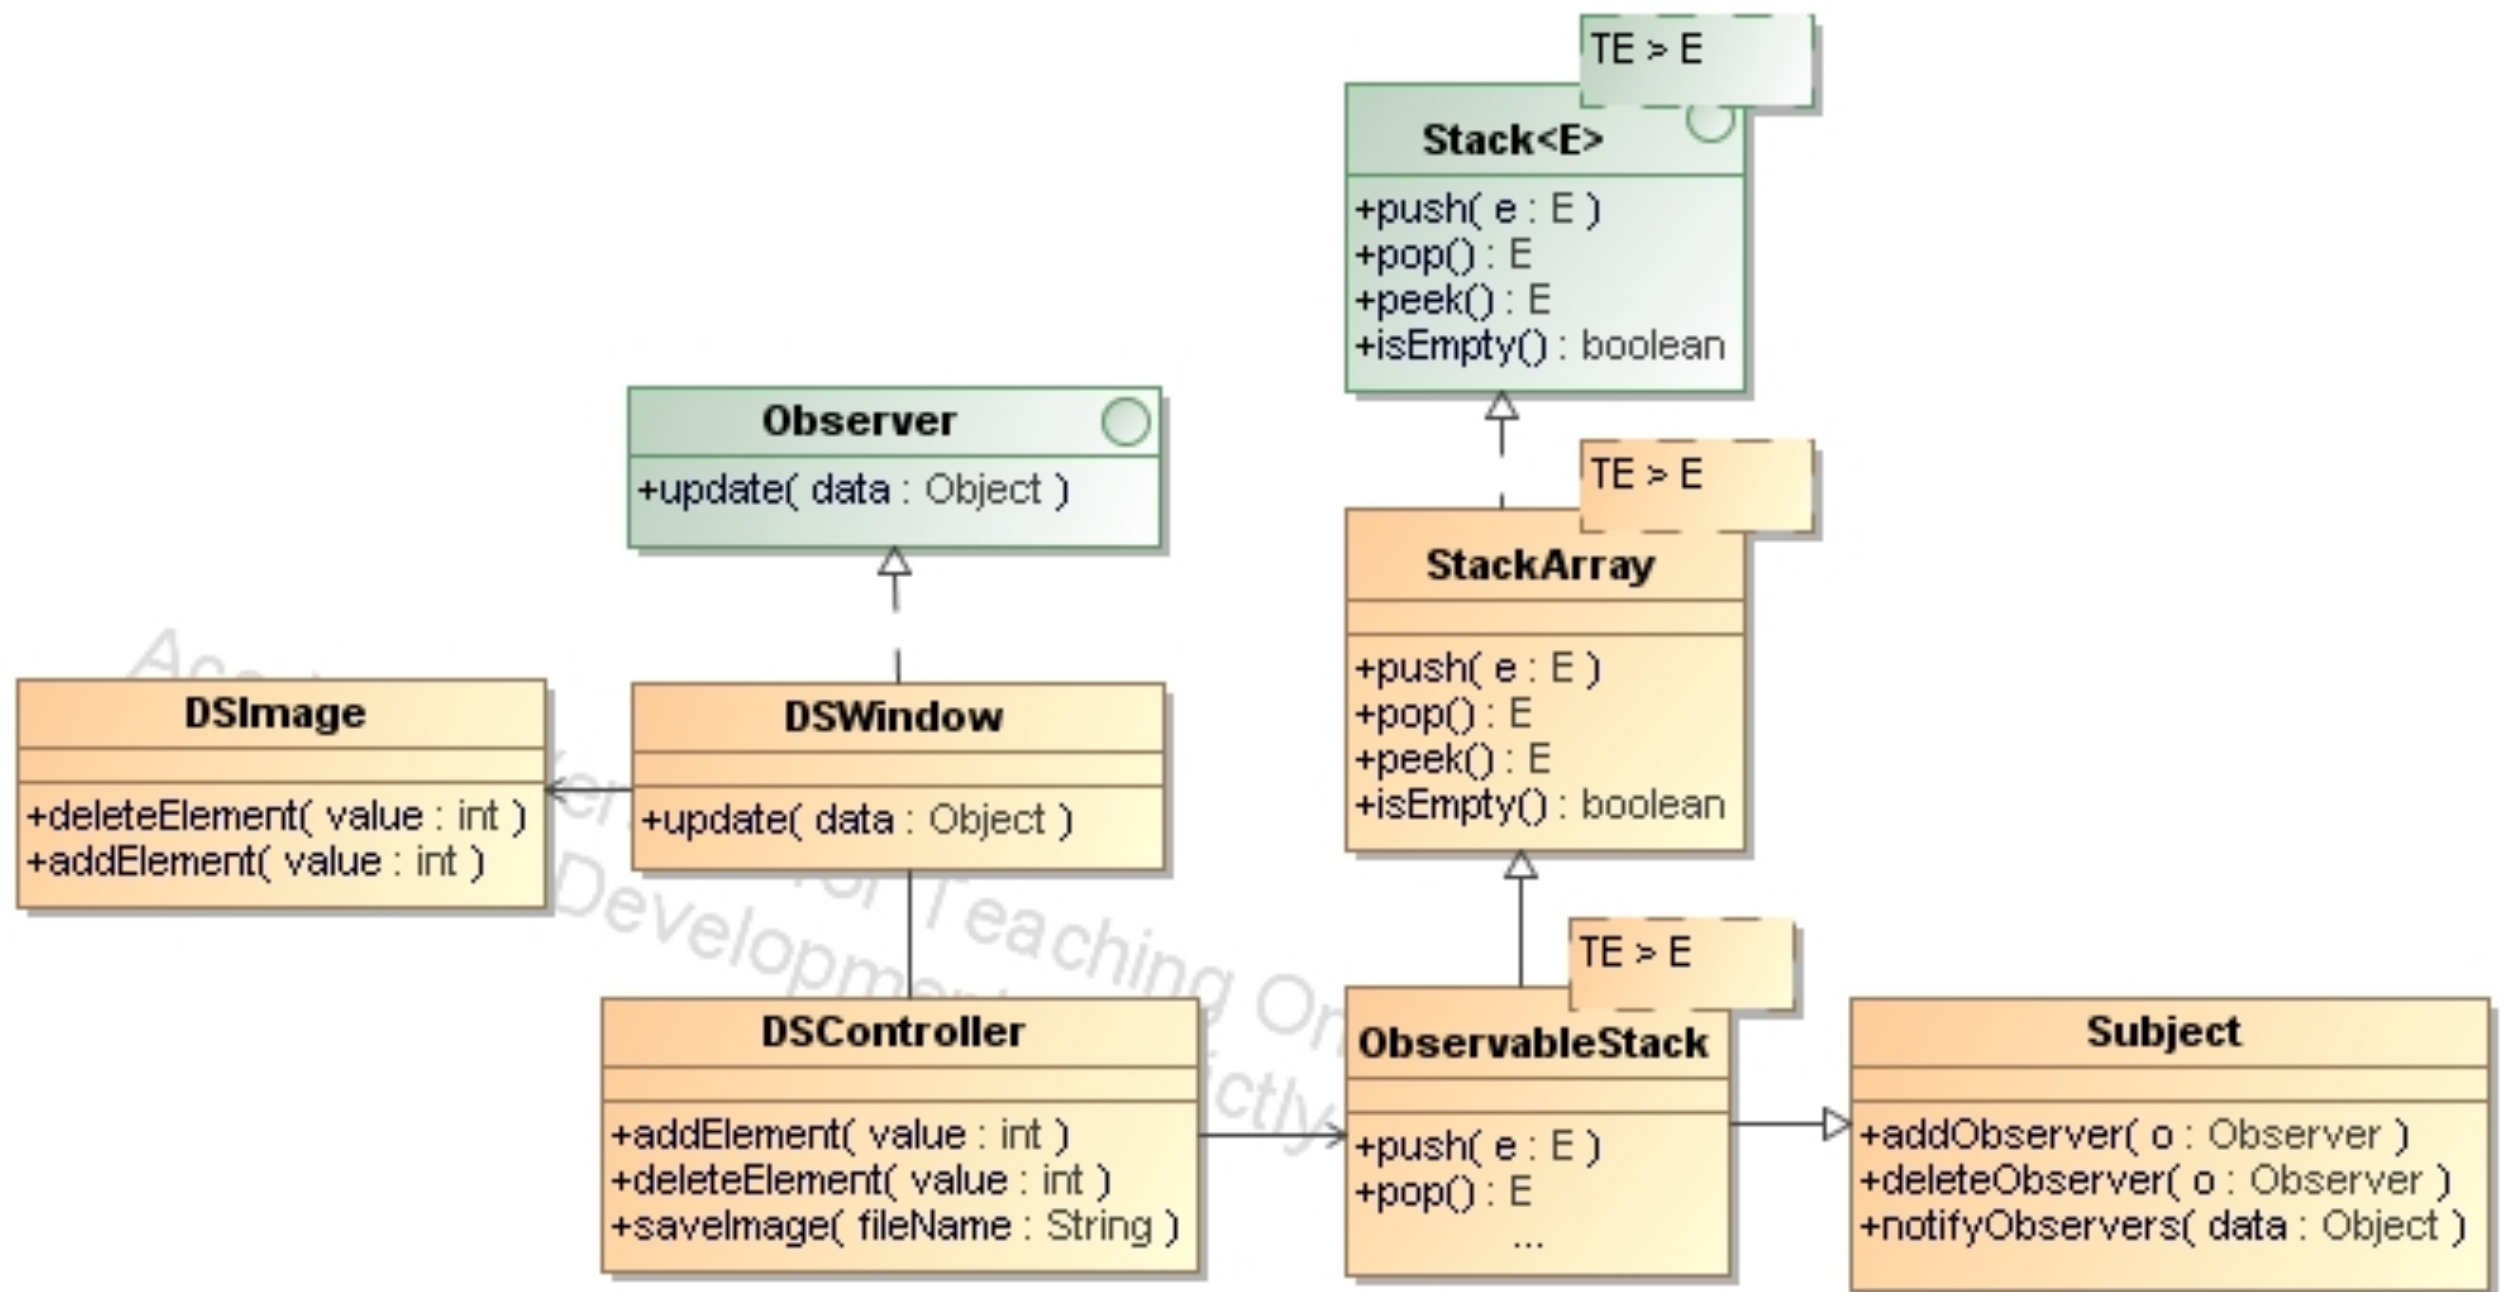 TE > E
Stack<E>
+push( e : E )
+pop() : E
+peek() : E
+isEmpty() : boolean
Observer
+update( data : Object )
TE > E
StackArray
+push( e : E )
+pop() : E
+peek() : E
+isEmpty() : boolean
DSImage
+deleteElement( value : int )
+addElement( value : int )
DSWindow
+update( data : Object )
DSController
+addElement( value : int )
+deleteElement( value : int )
+saveImage( fileName : String )
TE > E
ObservableStack
+push( e : E )
+pop() : E
...
Subject
+addObserver( o : Observer )
+deleteObserver( o : Observer )
+notifyObservers( data : Object )
for Teaching